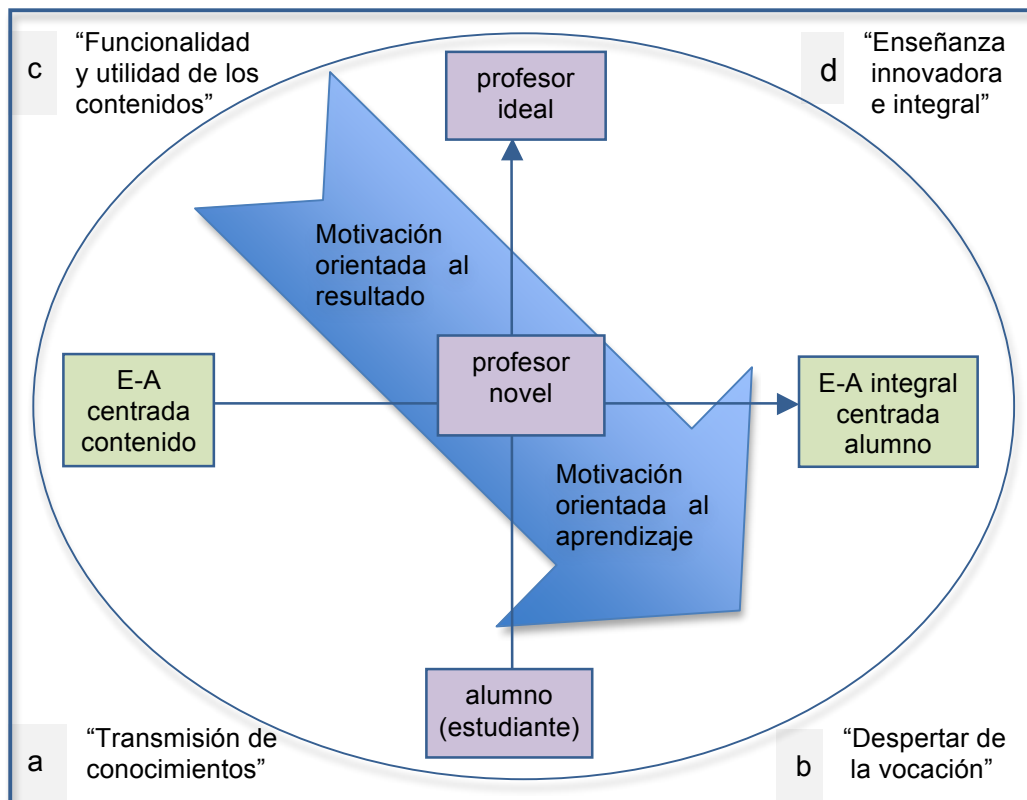 c
“Funcionalidad
y utilidad de los
contenidos”
profesor
ideal
d
“Enseñanza
innovadora
e integral”
Motivación
orientada al
resultado
E-A
centrada
contenido
profesor
novel
E-A integral
centrada
alumno
Motivación
orientada al
aprendizaje
alumno
(estudiante)
a
“Transmisión de
conocimientos”
b
“Despertar de
la vocación”